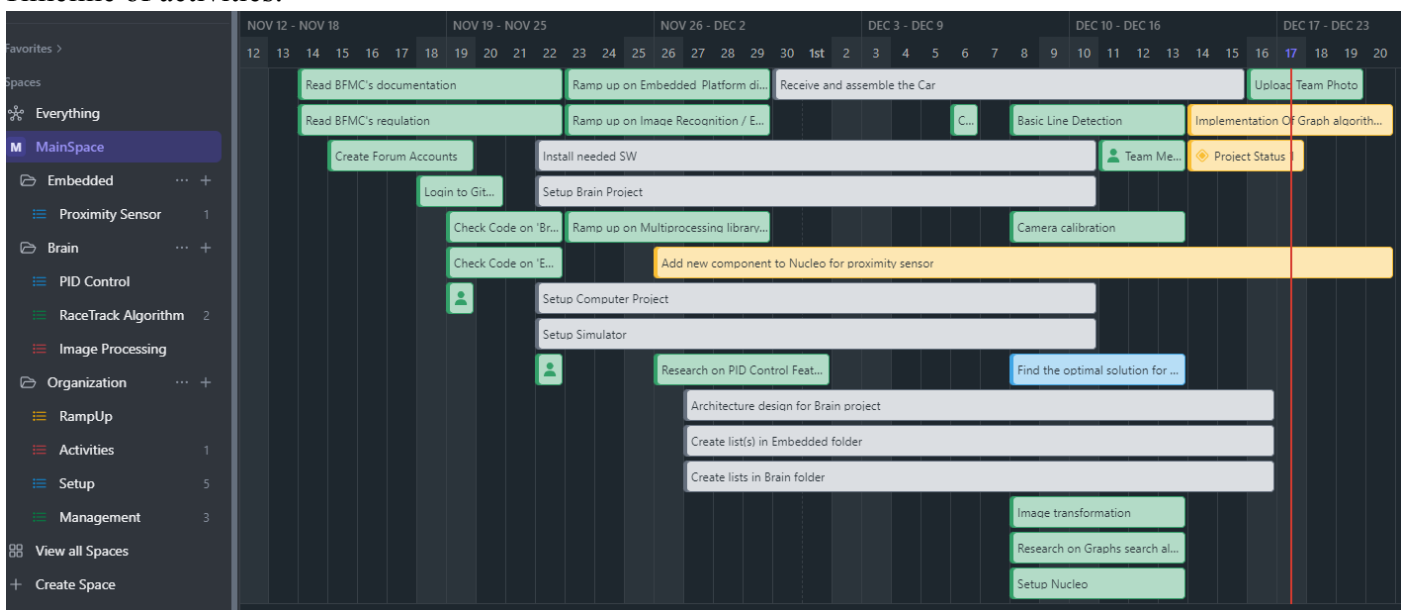 NOV 12 - NOV 18
NOV 19 - NOV 25
NOV 26 - DEC 2
DEC 3 - DEC 9
DEC 10 - DEC 16
DEC 17 - DEC 23
12 13 14 15 16 17 18 19 20 21 22 23 24 25 26 27 28 29 30 1st 2 3 4 5 6 7 8 9 10 11 12 13 14 15 16 17 18 19 20
Favorites >
Spaces
Everything
M MainSpace
Embedded ... +
Proximity Sensor 1
Brain ... +
PID Control
RaceTrack Algorithm 2
Image Processing
Organization ... +
RampUp
Activities 1
Setup 5
Management 3
View all Spaces
+ Create Space
Read BFMC's documentation
Ramp up on Embedded Platform di...
Receive and assemble the Car
Upload Team Photo
Read BFMC's regulation
Ramp up on Image Recognition / E...
C...
Basic Line Detection
Implementation Of Graph algorith...
Create Forum Accounts
Install needed SW
Team Me...
Project Status
Login to Git...
Setup Brain Project
Check Code on 'Br...
Ramp up on Multiprocessing library...
Camera calibration
Check Code on 'E...
Add new component to Nucleo for proximity sensor
Setup Computer Project
Setup Simulator
Research on PID Control Feat...
Find the optimal solution for ...
Architecture design for Brain project
Create list(s) in Embedded folder
Create lists in Brain folder
Image transformation
Research on Graphs search al...
Setup Nucleo